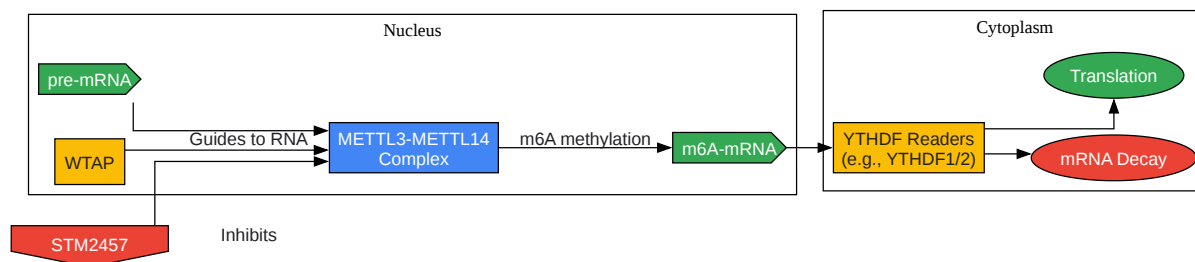 Nucleus
Cytoplasm
pre-mRNA
Translation
Guides to RNA
METTL3-METTL14
Complex
m6A methylation
m6A-mRNA
YTHDF Readers
(e.g., YTHDF1/2)
WTAP
mRNA Decay
STM2457
Inhibits